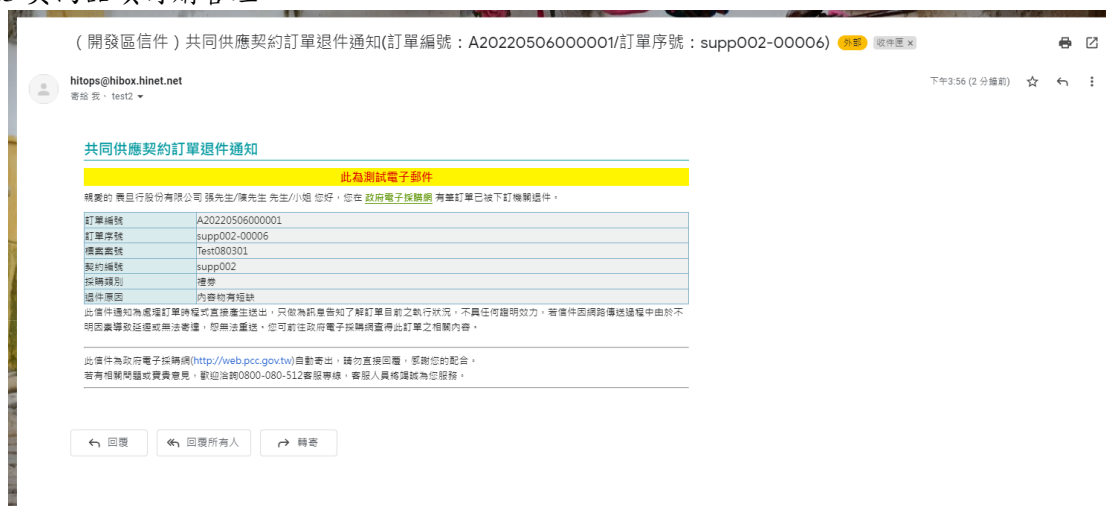 (開發區信件)共同供應契約訂單退件通知(訂單編號:A20220506000001/訂單序號:supp002-00006) 外部 收件匣 x
hitops@hibox.hinet.net
下午3:56 (2 分鐘前)
寄給 我、test2
共同供應契約訂單退件通知
此為測試電子郵件
親愛的 震旦行股份有限公司 張先生/陳先生 先生/小姐 您好,您在 政府電子採購網 有筆訂單已被下訂機關退件。
訂單編號 A20220506000001
訂單序號 supp002-00006
檔案案號 Test080301
契約編號 supp002
採購類別 禮券
退件原因 內容物有短缺
此信件通知為處理訂單時程式直接產生送出,只做為訊息告知了解訂單目前之執行狀況,不具任何證明效力,若信件因網路傳送過程中由於不
明因素導致延遲或無法寄達,恕無法重送,您可前往政府電子採購網查得此訂單之相關內容。
此信件為政府電子採購網(http://web.pcc.gov.tw)自動寄出,請勿直接回覆,感謝您的配合。
若有相關問題或寶貴意見,歡迎洽詢0800-080-512客服專線,客服人員將竭誠為您服務。
回覆 回覆所有人 轉寄